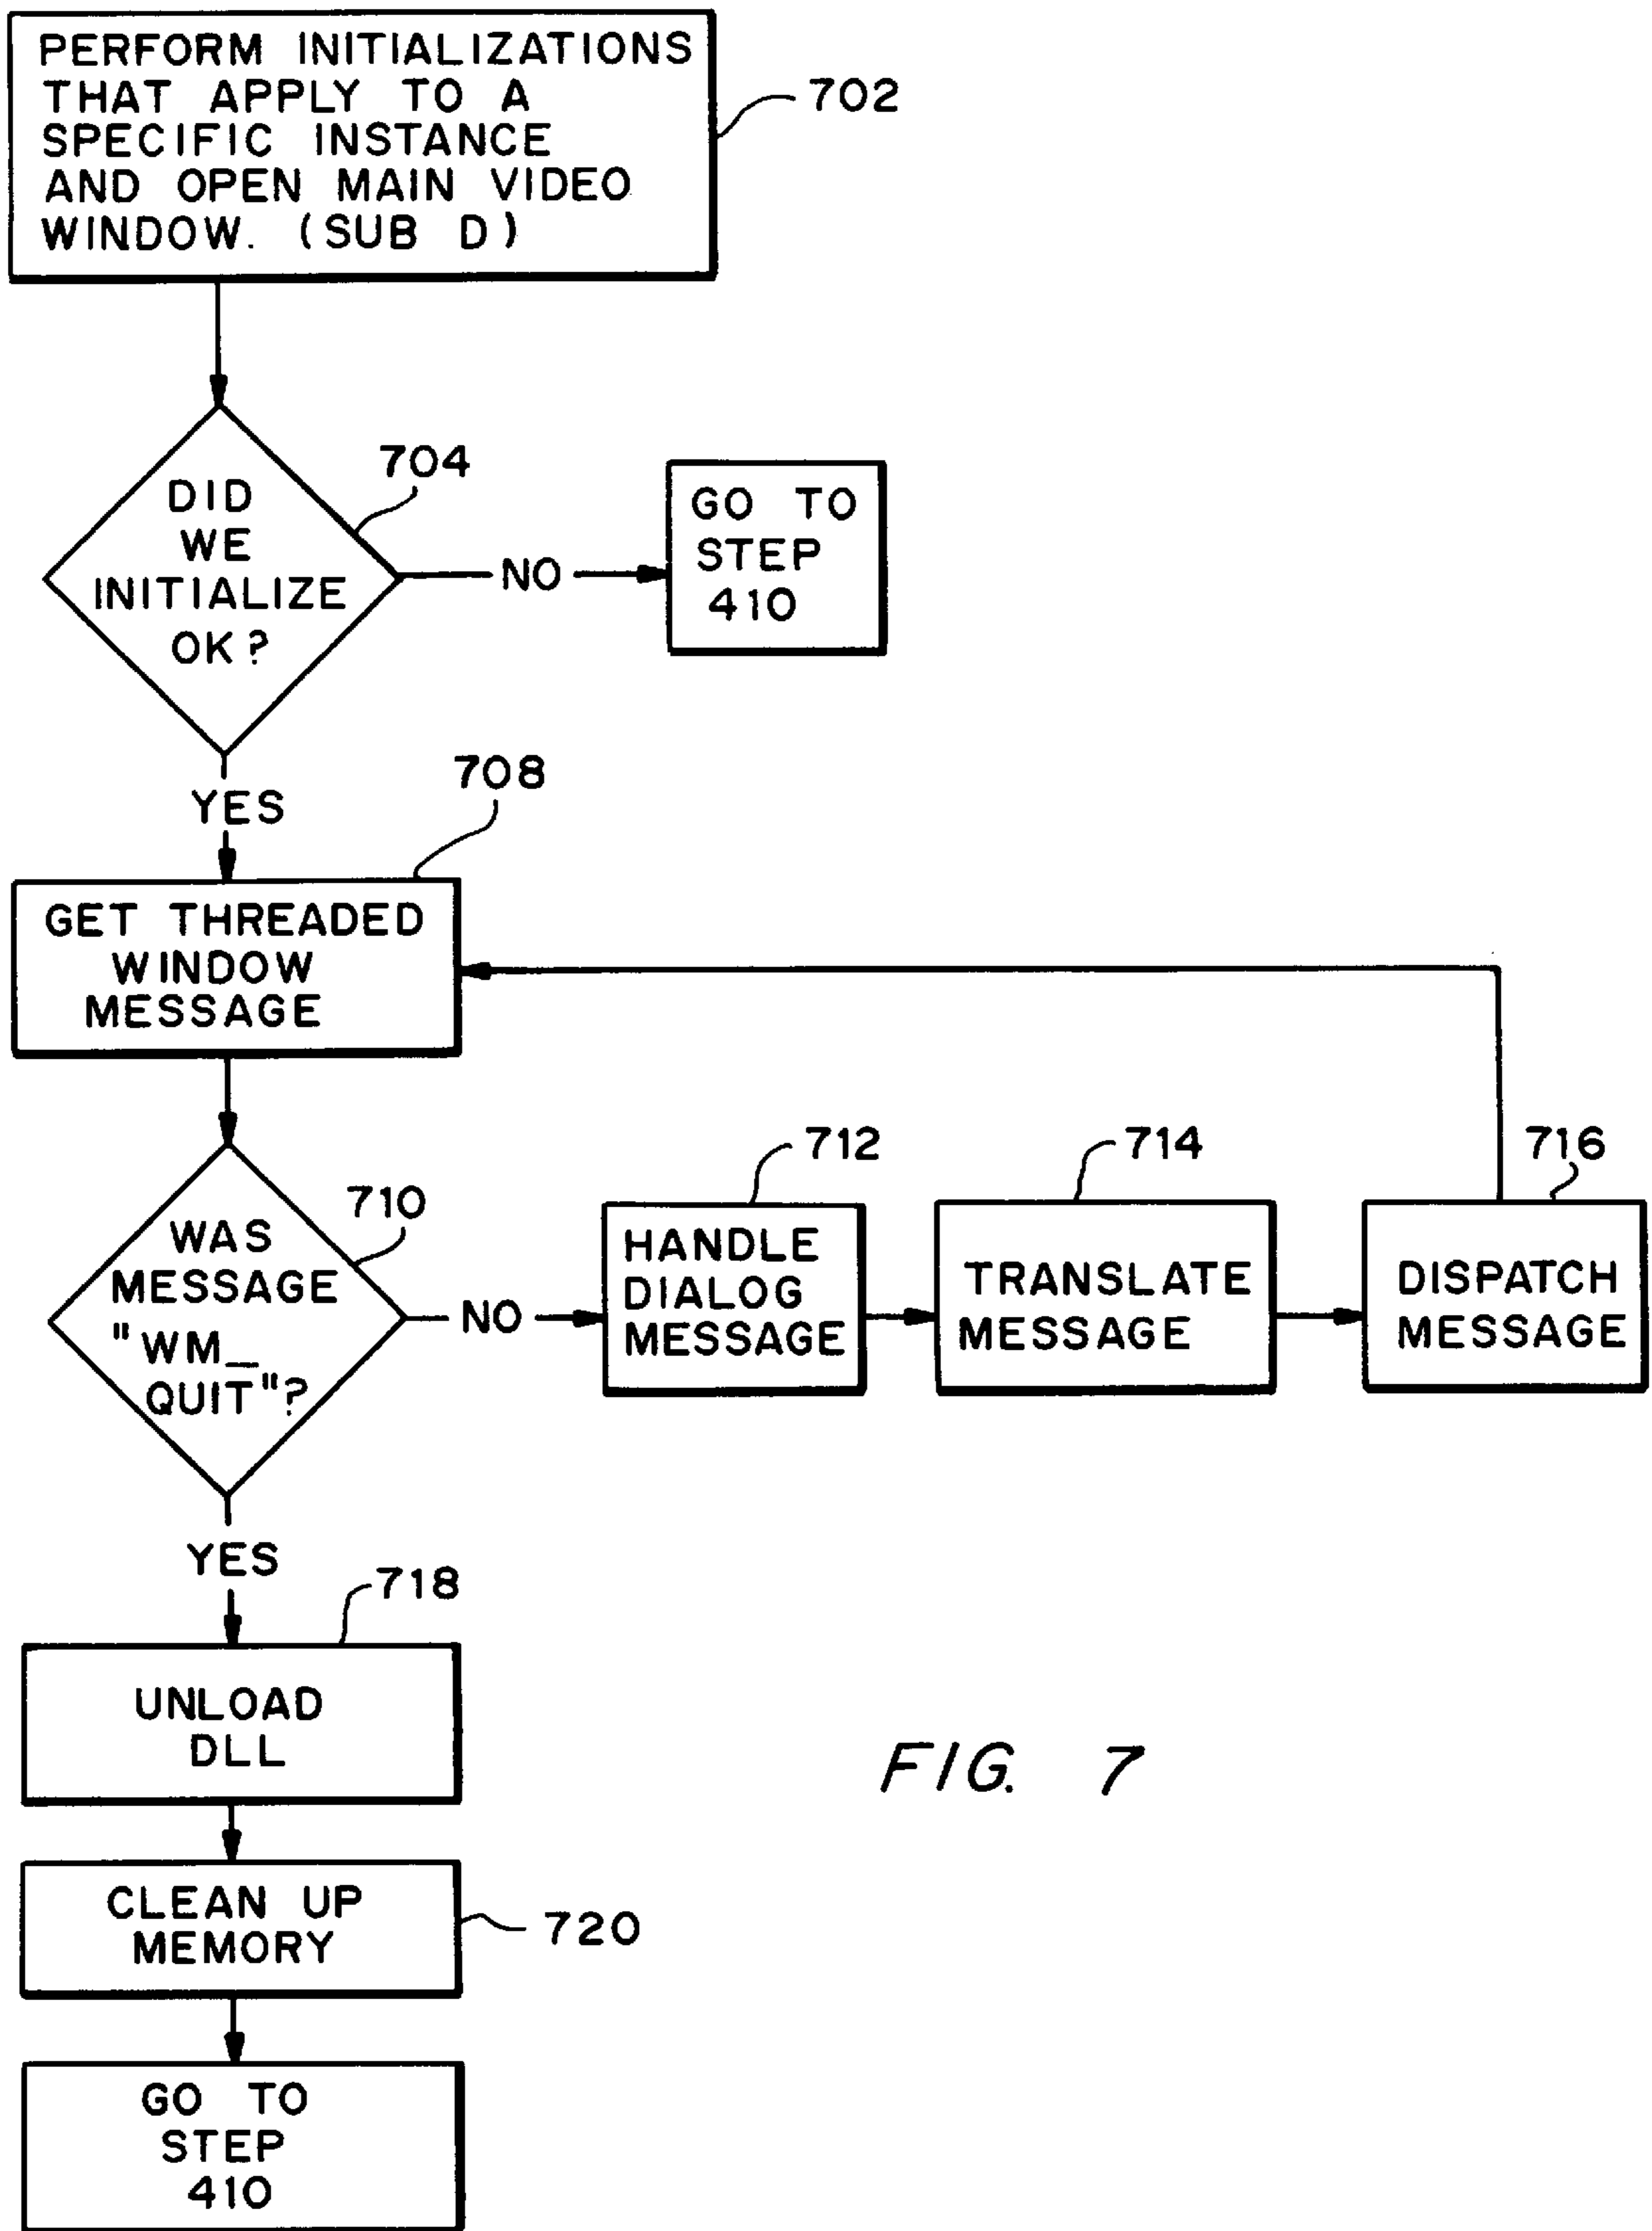 PERFORM INITIALIZATIONS
THAT APPLY TO A
SPECIFIC INSTANCE
AND OPEN MAIN VIDEO
WINDOW. (SUB D)
702
DID
WE
INITIALIZE
OK?
704
NO
GO TO
STEP
410
YES
708
GET THREADED
WINDOW
MESSAGE
WAS
MESSAGE
"WM_
QUIT"?
710
NO
712
HANDLE
DIALOG
MESSAGE
714
TRANSLATE
MESSAGE
716
DISPATCH
MESSAGE
YES
718
UNLOAD
DLL
CLEAN UP
MEMORY
720
GO TO
STEP
410
FIG. 7